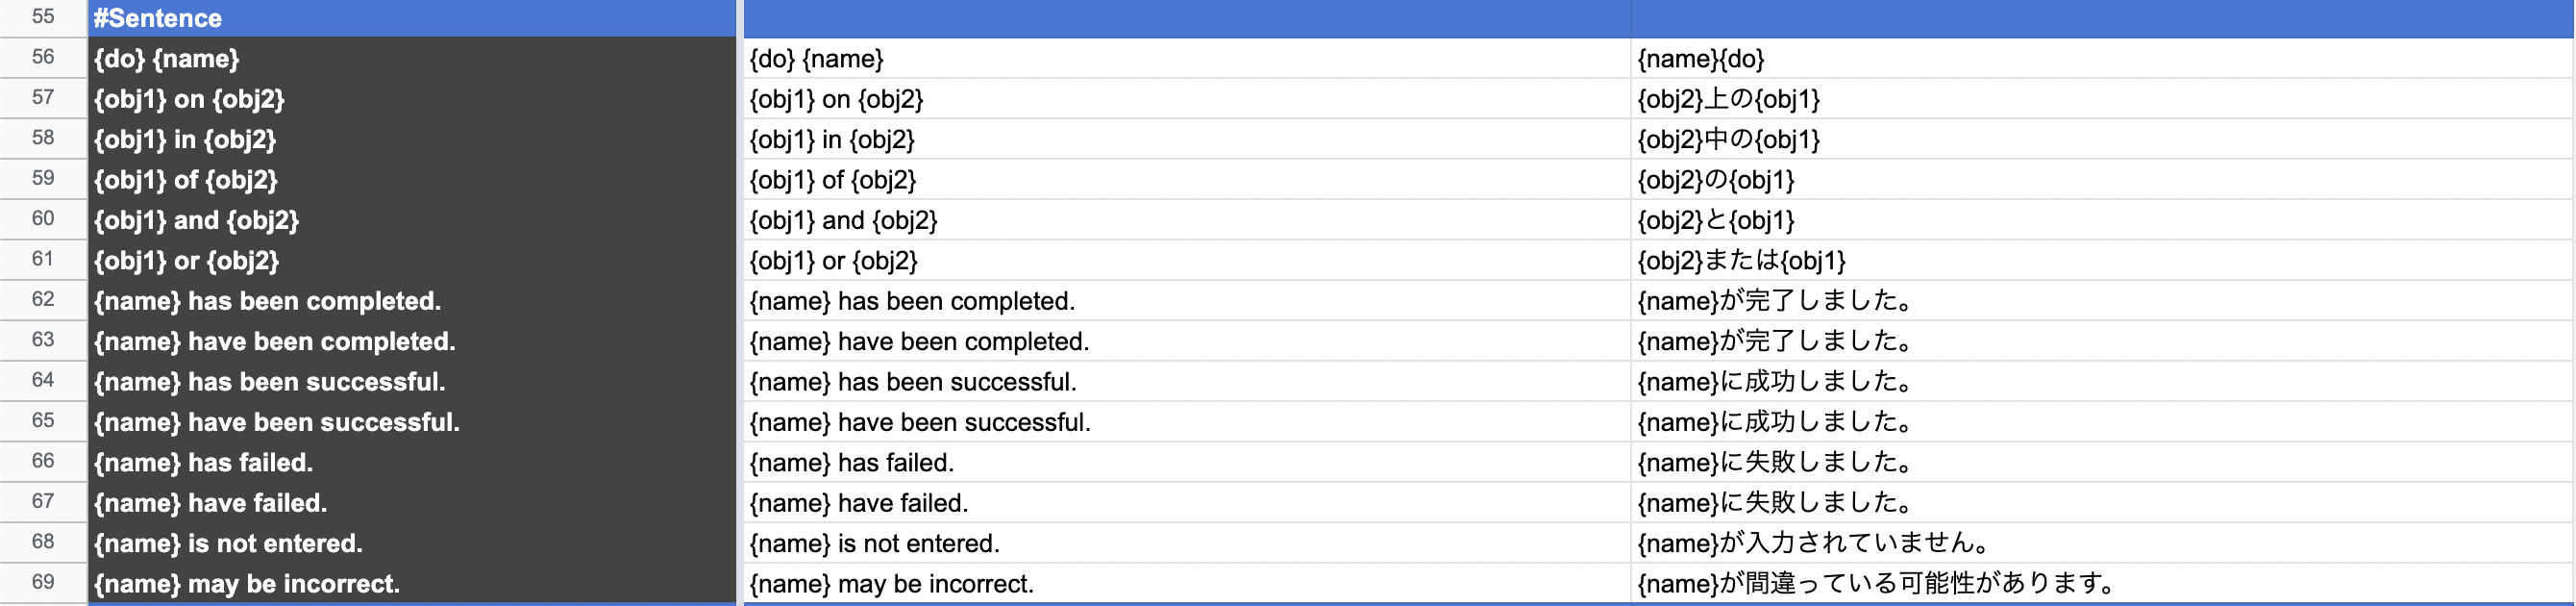 55 #Sentence
56 {do} {name} {do} {name} {name}{do}
57 {obj1} on {obj2} {obj1} on {obj2} {obj2}上の{obj1}
58 {obj1} in {obj2} {obj1} in {obj2} {obj2}中の{obj1}
59 {obj1} of {obj2} {obj1} of {obj2} {obj2}の{obj1}
60 {obj1} and {obj2} {obj1} and {obj2} {obj2}と{obj1}
61 {obj1} or {obj2} {obj1} or {obj2} {obj2}または{obj1}
62 {name} has been completed. {name} has been completed. {name}が完了しました。
63 {name} have been completed. {name} have been completed. {name}が完了しました。
64 {name} has been successful. {name} has been successful. {name}に成功しました。
65 {name} have been successful. {name} have been successful. {name}に成功しました。
66 {name} has failed. {name} has failed. {name}に失敗しました。
67 {name} have failed. {name} have failed. {name}に失敗しました。
68 {name} is not entered. {name} is not entered. {name}が入力されていません。
69 {name} may be incorrect. {name} may be incorrect. {name}が間違っている可能性があります。